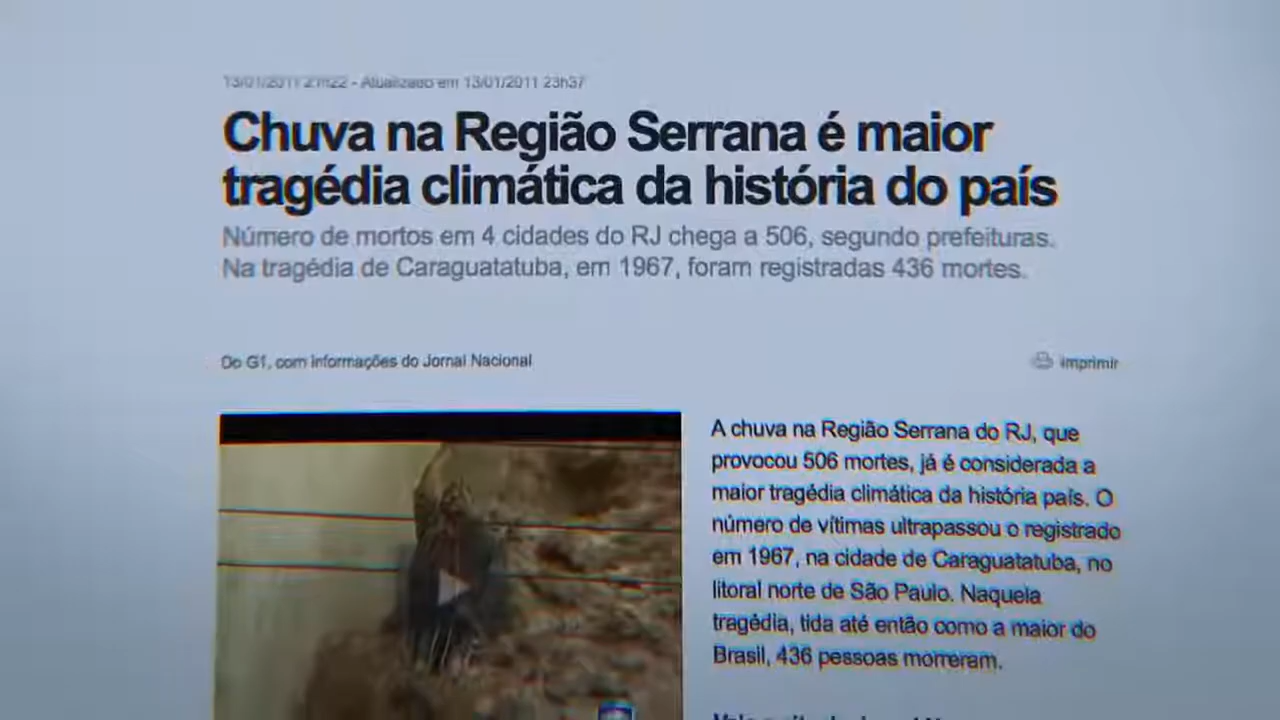 13/01/2011 21h22 - Atualizado em 13/01/2011 23h37
Chuva na Região Serrana é maior
tragédia climática da história do país
Número de mortos em 4 cidades do RJ chega a 506, segundo prefeituras.
Na tragédia de Caraguatatuba, em 1967, foram registradas 436 mortes.
Do G1, com informações do Jornal Nacional
imprimir
A chuva na Região Serrana do RJ, que
provocou 506 mortes, já é considerada a
maior tragédia climática da história país. O
número de vítimas ultrapassou o registrado
em 1967, na cidade de Caraguatatuba, no
litoral norte de São Paulo. Naquela
tragédia, tida até então como a maior do
Brasil, 436 pessoas morreram.